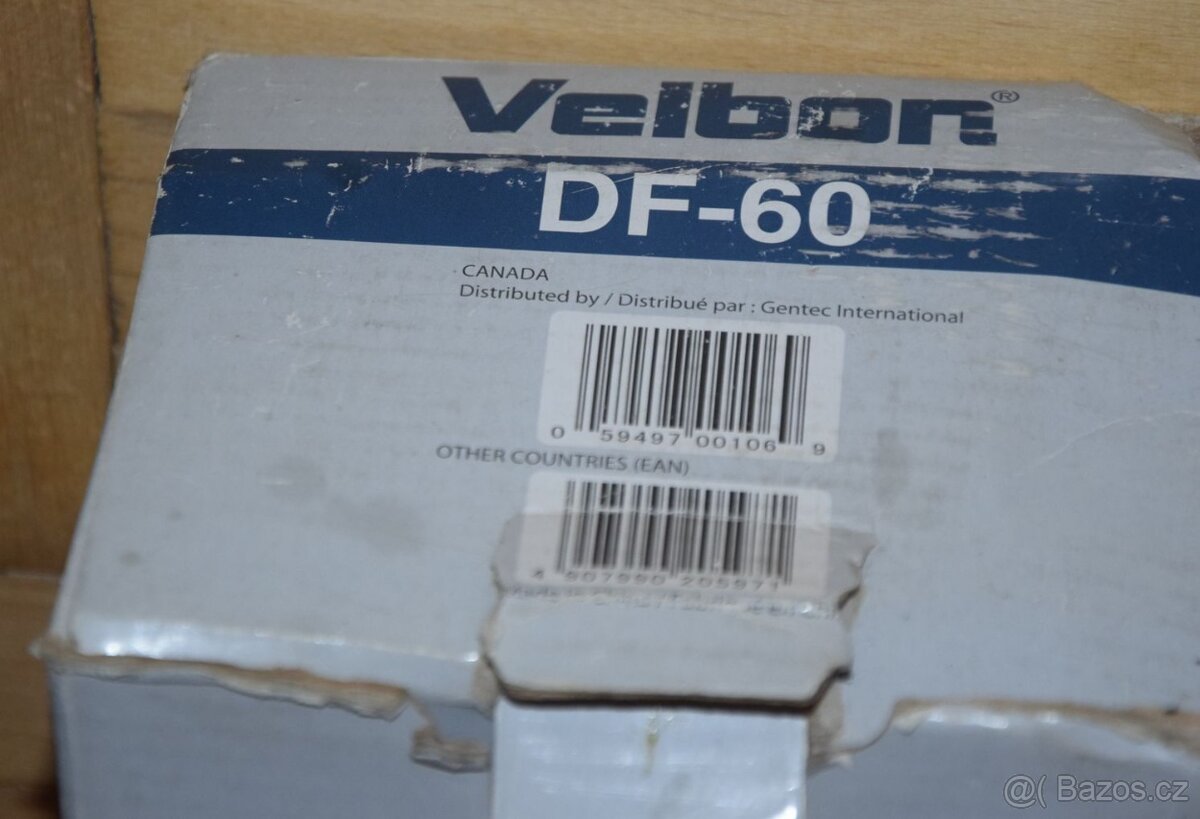 Velbon®
DF-60
CANADA
Distributed by / Distribué par : Gentec International
0 59497 00106 9
OTHER COUNTRIES (EAN)
4 907990 205971
@( Bazos.cz